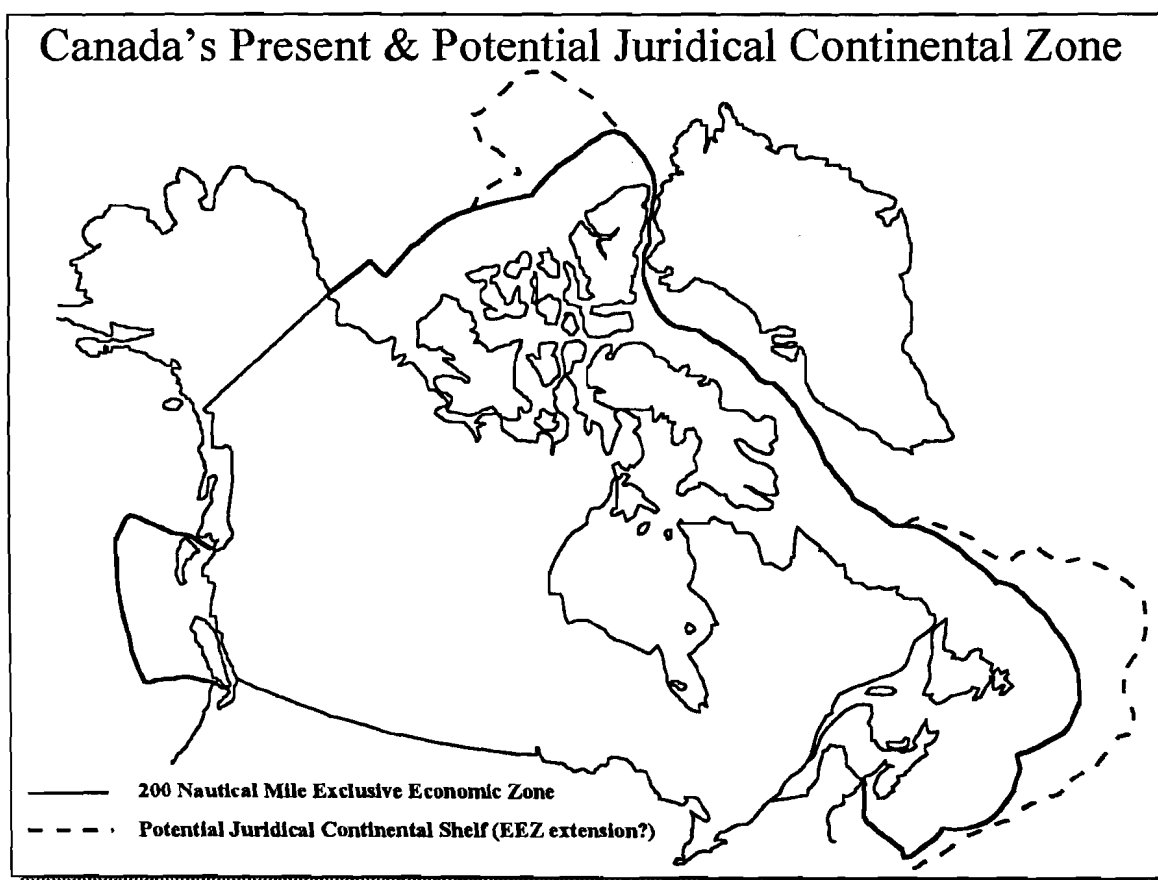 Canada's Present & Potential Juridical Continental Zone
200 Nautical Mile Exclusive Economic Zone
Potential Juridical Continental Shelf (EEZ extension?)